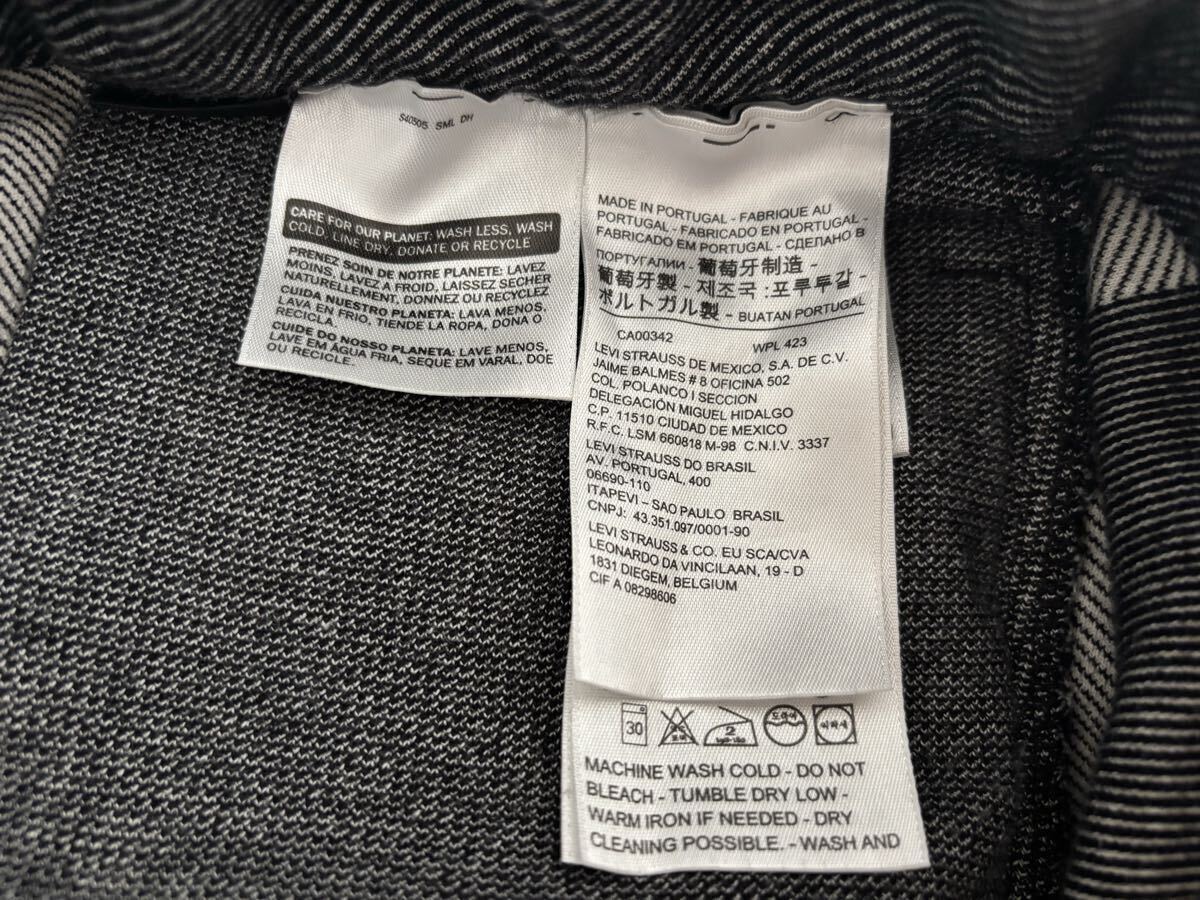 S40505 SML DH
CARE FOR OUR PLANET: WASH LESS, WASH
COLD, LINE DRY, DONATE OR RECYCLE
PRENEZ SOIN DE NOTRE PLANETE: LAVEZ
MOINS, LAVEZ A FROID, LAISSEZ SECHER
NATURELLEMENT, DONNEZ OU RECYCLEZ
CUIDA NUESTRO PLANETA: LAVA MENOS,
LAVA EN FRIO, TIENDE LA ROPA, DONA O
RECICLA.
CUIDE DO NOSSO PLANETA: LAVE MENOS,
LAVE EM ÁGUA FRIA, SEQUE EM VARAL, DOE
OU RECICLE.
MADE IN PORTUGAL - FABRIQUE AU
PORTUGAL - FABRICADO EN PORTUGAL -
FABRICADO EM PORTUGAL - СДЕЛАНО В
ПОРТУГАЛИИ - 葡萄牙制造 -
葡萄牙製 - 제조국 :포루투갈 -
ポルトガル製 - BUATAN PORTUGAL
CA00342 WPL 423
LEVI STRAUSS DE MEXICO, S.A. DE C.V.
JAIME BALMES # 8 OFICINA 502
COL. POLANCO I SECCION
DELEGACIÓN MIGUEL HIDALGO
C.P. 11510 CIUDAD DE MEXICO
R.F.C. LSM 660818 M-98 C.N.I.V. 3337
LEVI STRAUSS DO BRASIL
AV. PORTUGAL, 400
06690-110
ITAPEVI – SAO PAULO BRASIL
CNPJ: 43.351.097/0001-90
LEVI STRAUSS & CO. EU SCA/CVA
LEONARDO DA VINCILAAN, 19 - D
1831 DIEGEM, BELGIUM
CIF A 08298606
30 2 드라이
MACHINE WASH COLD - DO NOT
BLEACH - TUMBLE DRY LOW -
WARM IRON IF NEEDED - DRY
CLEANING POSSIBLE. - WASH AND